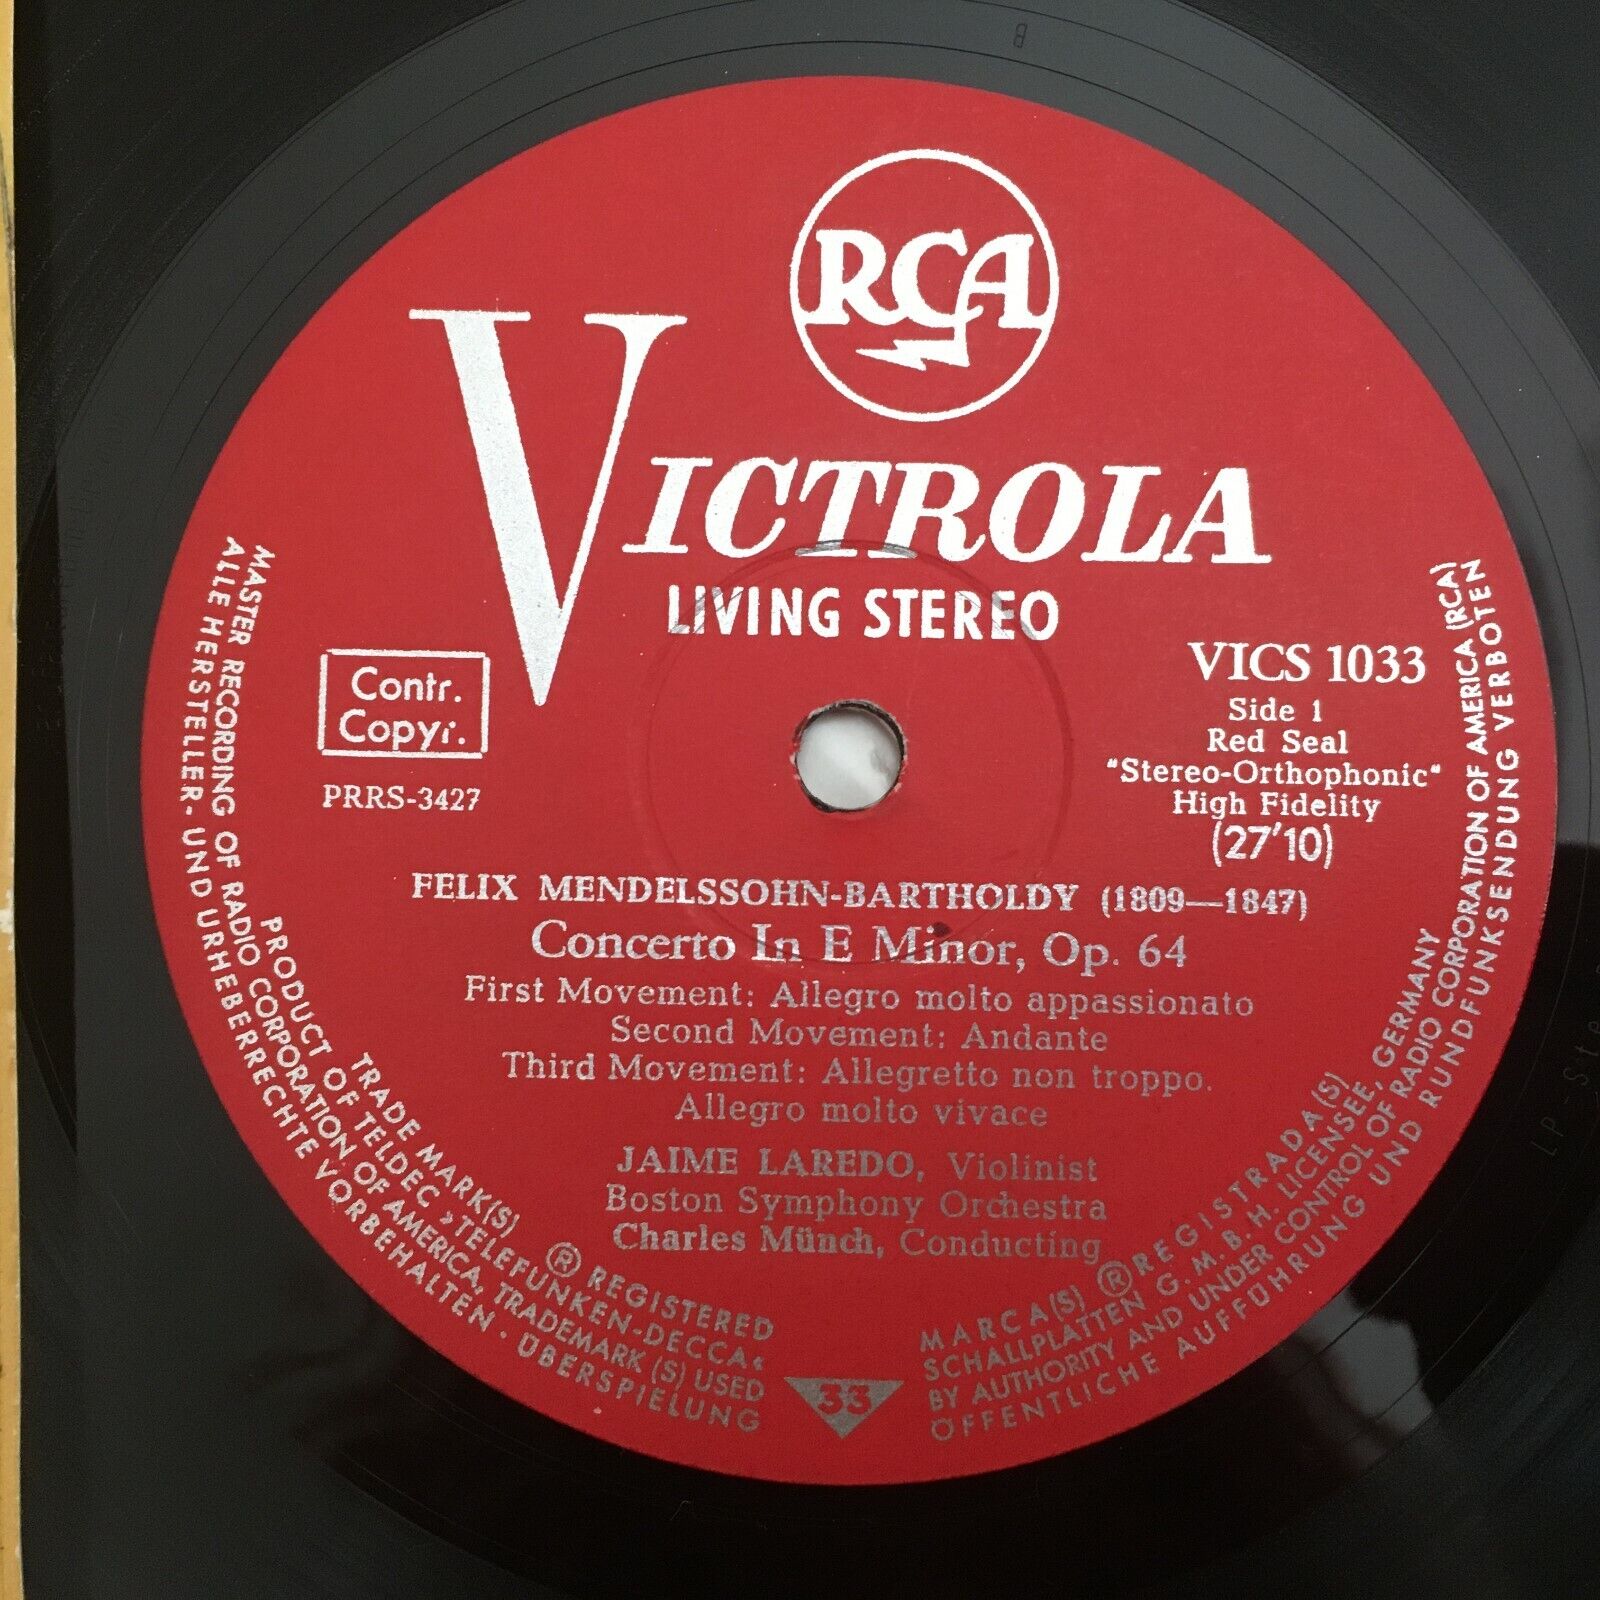 RCA
VICTROLA
LIVING STEREO
Contr.
Copyr.
PRRS-3427
VICS 1033
Side 1
Red Seal
"Stereo-Orthophonic"
High Fidelity
(27'10)
FELIX MENDELSSOHN-BARTHOLDY (1809—1847)
Concerto In E Minor, Op. 64
First Movement: Allegro molto appassionato
Second Movement: Andante
Third Movement: Allegretto non troppo.
Allegro molto vivace
JAIME LAREDO, Violinist
Boston Symphony Orchestra
Charles Münch, Conducting
TRADE MARK(S) ® REGISTERED
MARCA(S) ® REGISTRADA(S)
PRODUCT OF TELDEC »TELEFUNKEN-DECCA«
SCHALLPLATTEN G.M.B.H. LICENSEE, GERMANY
MASTER RECORDING OF RADIO CORPORATION OF AMERICA, TRADEMARK (S) USED
BY AUTHORITY AND UNDER CONTROL OF RADIO CORPORATION OF AMERICA (RCA)
ALLE HERSTELLER- UND URHEBERRECHTE VORBEHALTEN · ÜBERSPIELUNG
ÖFFENTLICHE AUFFÜHRUNG UND RUNDFUNKSENDUNG VERBOTEN
33